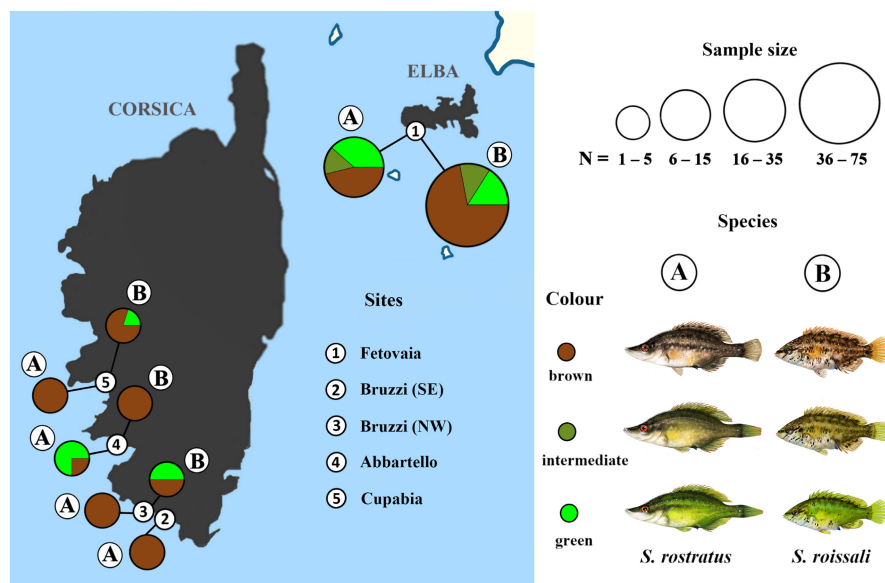 CORSICA
ELBA
A
1
B
B
A
5
B
A
4
B
A
3
2
A
Sites
1 Fetovaia
2 Bruzzi (SE)
3 Bruzzi (NW)
4 Abbartello
5 Cupabia
Sample size
N = 1 – 5 6 – 15 16 – 35 36 – 75
Species
A B
Colour
brown
intermediate
green
S. rostratus S. roissali